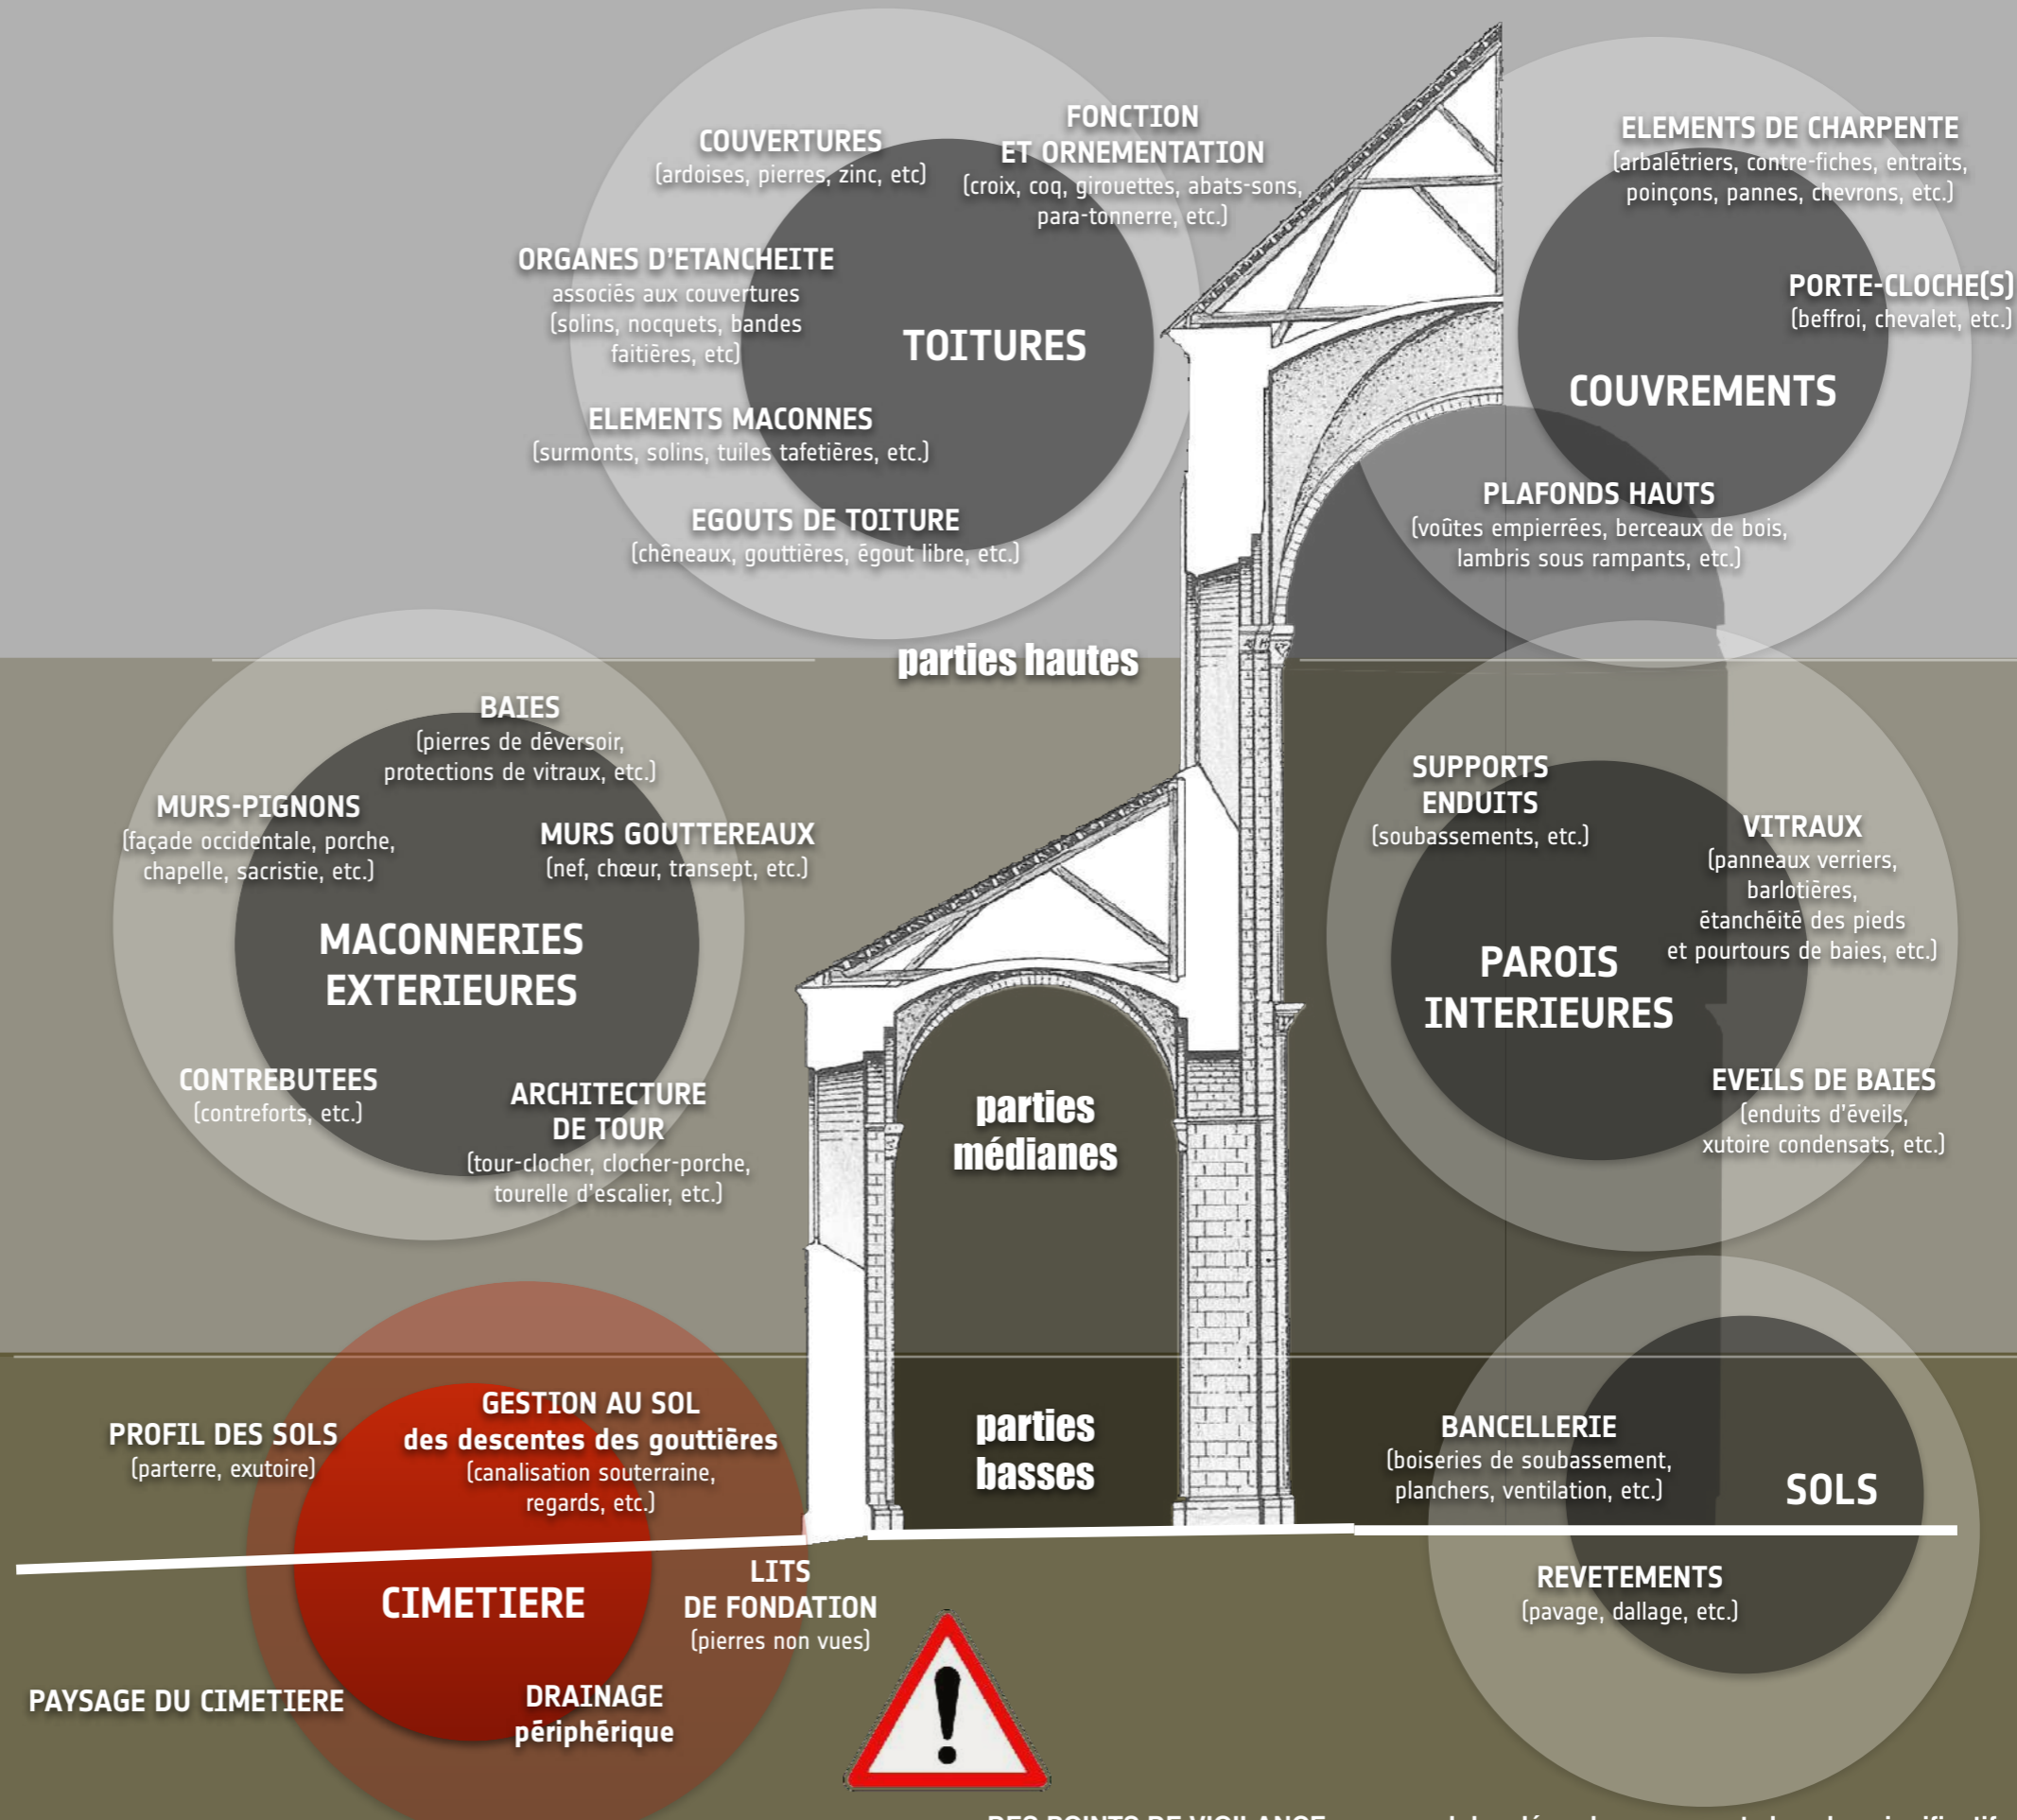 COUVERTURES
(ardoises, pierres, zinc, etc)
FONCTION
ET ORNEMENTATION
(croix, coq, girouettes, abats-sons,
para-tonnerre, etc.)
ORGANES D'ETANCHEITE
associés aux couvertures
(solins, nocquets, bandes
faitières, etc)
TOITURES
ELEMENTS MACONNES
(surmonts, solins, tuiles tafetières, etc.)
EGOUTS DE TOITURE
(chêneaux, gouttières, égout libre, etc.)
ELEMENTS DE CHARPENTE
(arbalétriers, contre-fiches, entraits,
poinçons, pannes, chevrons, etc.)
PORTE-CLOCHE(S)
(beffroi, chevalet, etc.)
COUVREMENTS
PLAFONDS HAUTS
(voûtes empierrées, berceaux de bois,
lambris sous rampants, etc.)
parties hautes
BAIES
(pierres de déversoir,
protections de vitraux, etc.)
MURS-PIGNONS
(façade occidentale, porche,
chapelle, sacristie, etc.)
MURS GOUTTEREAUX
(nef, chœur, transept, etc.)
MACONNERIES
EXTERIEURES
CONTREBUTEES
(contreforts, etc.)
ARCHITECTURE
DE TOUR
(tour-clocher, clocher-porche,
tourelle d'escalier, etc.)
parties
médianes
SUPPORTS
ENDUITS
(soubassements, etc.)
VITRAUX
(panneaux verriers,
barlotières,
étanchéité des pieds
et pourtours de baies, etc.)
PAROIS
INTERIEURES
EVEILS DE BAIES
(enduits d'éveils,
xutoire condensats, etc.)
PROFIL DES SOLS
(parterre, exutoire)
GESTION AU SOL
des descentes des gouttières
(canalisation souterraine,
regards, etc.)
CIMETIERE
LITS
DE FONDATION
(pierres non vues)
PAYSAGE DU CIMETIERE
DRAINAGE
périphérique
parties
basses
BANCELLERIE
(boiseries de soubassement,
planchers, ventilation, etc.)
SOLS
REVETEMENTS
(pavage, dallage, etc.)
DES POINTS DE VIGILANCE